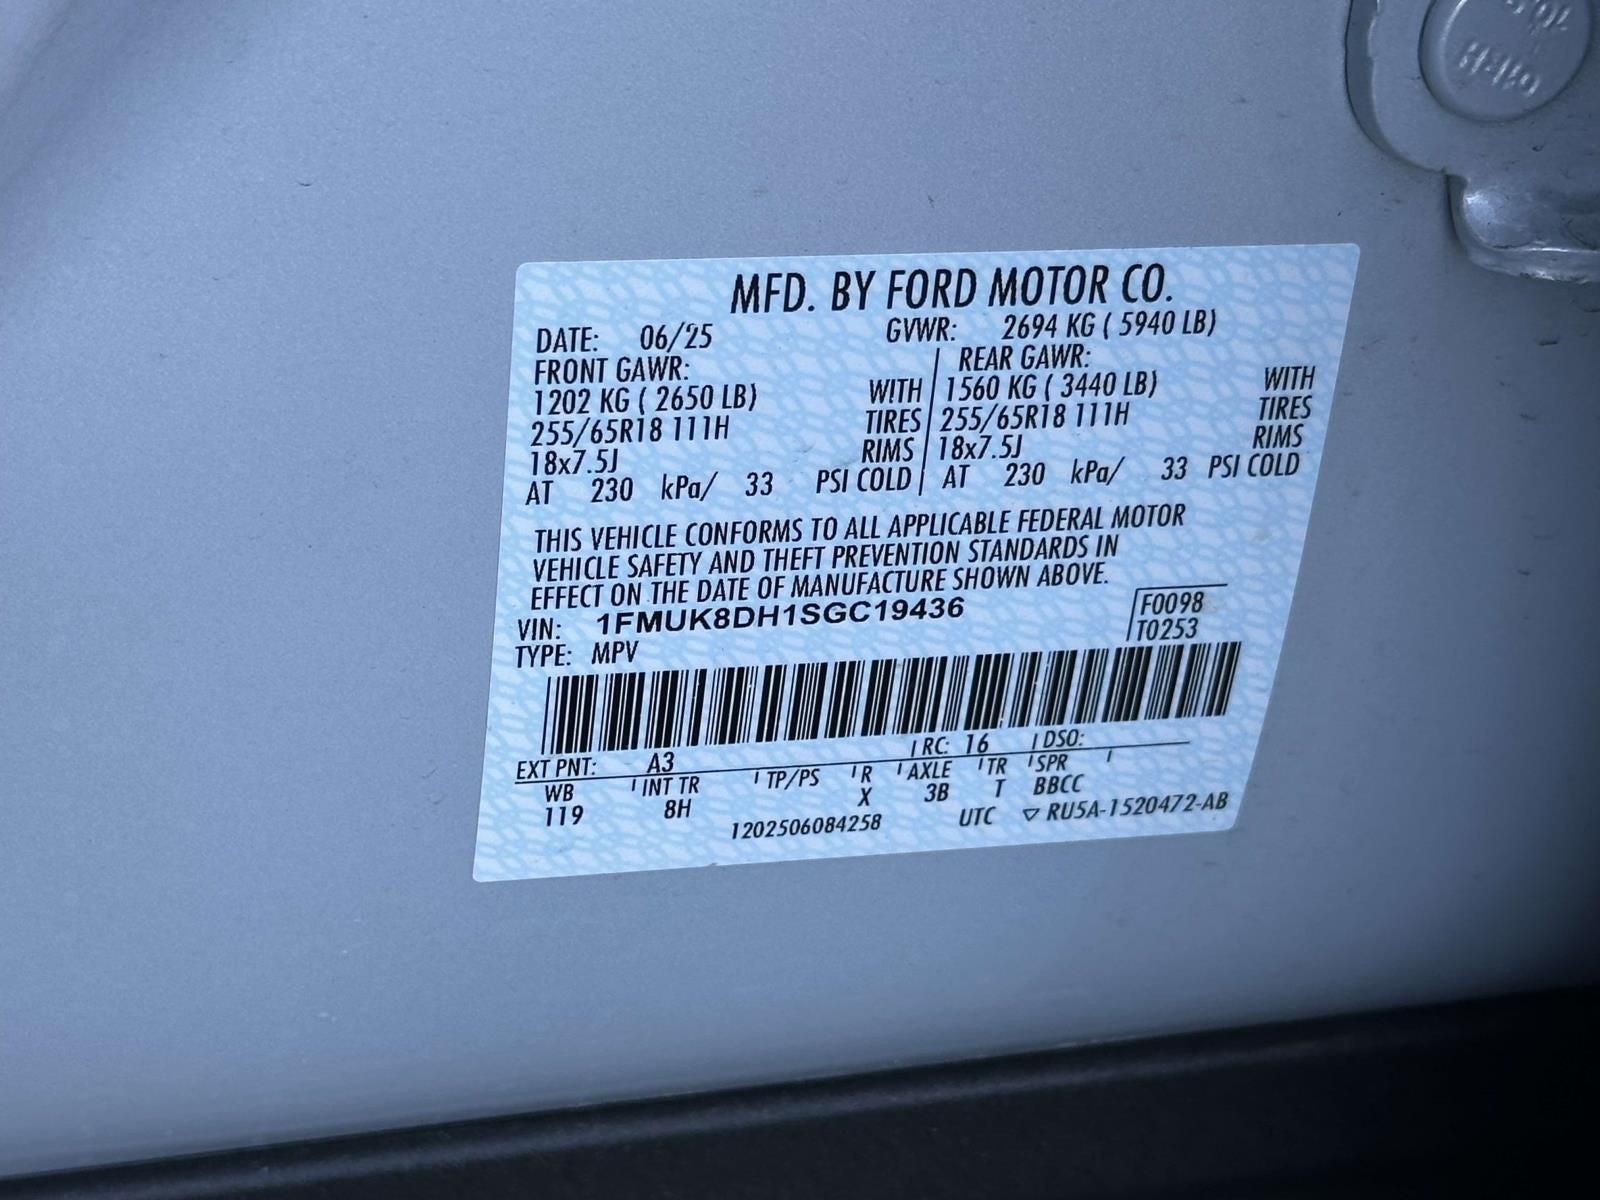 MFD. BY FORD MOTOR CO.
DATE: 06/25 GVWR: 2694 KG ( 5940 LB)
FRONT GAWR: REAR GAWR:
1202 KG ( 2650 LB) WITH 1560 KG ( 3440 LB) WITH
255/65R18 111H TIRES 255/65R18 111H TIRES
18x7.5J RIMS 18x7.5J RIMS
AT 230 kPa/ 33 PSI COLD AT 230 kPa/ 33 PSI COLD
THIS VEHICLE CONFORMS TO ALL APPLICABLE FEDERAL MOTOR
VEHICLE SAFETY AND THEFT PREVENTION STANDARDS IN
EFFECT ON THE DATE OF MANUFACTURE SHOWN ABOVE.
VIN: 1FMUK8DH1SGC19436 F0098
TYPE: MPV T0253
EXT PNT: A3 RC: 16 DSO:
WB INT TR TP/PS R AXLE TR SPR
119 8H X 3B T BBCC
1202506084258 UTC ▽ RU5A-1520472-AB